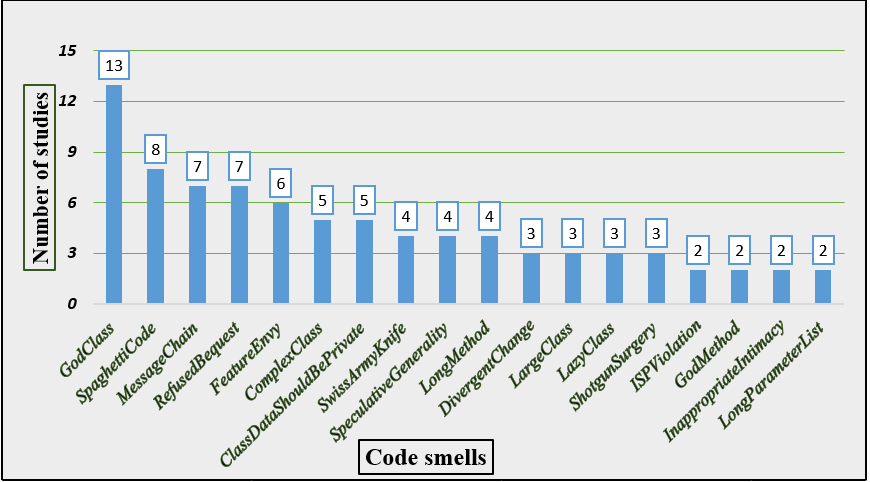 15
12
9
6
3
0
Number of studies
13
8
7
7
6
5
5
4
4
4
3
3
3
3
2
2
2
2
GodClass
SpaghettiCode
MessageChain
RefusedBequest
FeatureEnvy
ComplexClass
ClassDataShouldBePrivate
SwissArmyKnife
SpeculativeGenerality
LongMethod
DivergentChange
LargeClass
LazyClass
ShotgunSurgery
ISPViolation
GodMethod
InappropriateIntimacy
LongParameterList
Code smells